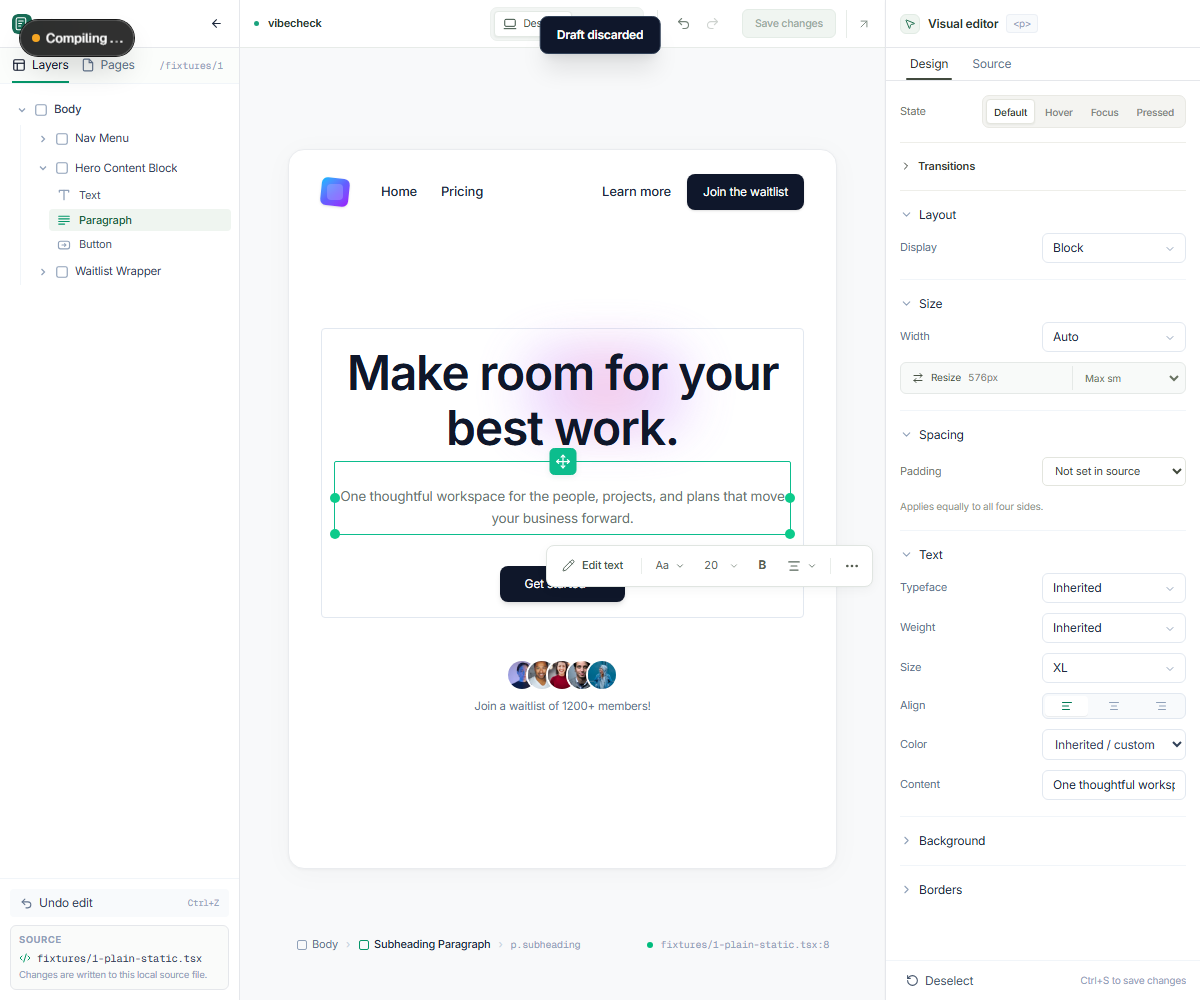 Compiling ...
vibecheck
Des
Draft discarded
Save changes
Visual editor
<p>
Layers
Pages
/fixtures/1
Design
Source
Body
Nav Menu
Hero Content Block
Text
Paragraph
Button
Waitlist Wrapper
Home
Pricing
Learn more
Join the waitlist
Make room for your
best work.
One thoughtful workspace for the people, projects, and plans that move
your business forward.
Edit text
Aa
20
B
Get started
Join a waitlist of 1200+ members!
State
Default
Hover
Focus
Pressed
Transitions
Layout
Display
Block
Size
Width
Auto
Resize 576px
Max sm
Spacing
Padding
Not set in source
Applies equally to all four sides.
Text
Typeface
Inherited
Weight
Inherited
Size
XL
Align
Color
Inherited / custom
Content
One thoughtful worksp
Background
Borders
Undo edit
Ctrl+Z
SOURCE
</> fixtures/1-plain-static.tsx
Changes are written to this local source file.
Body
Subheading Paragraph
p.subheading
fixtures/1-plain-static.tsx:8
Deselect
Ctrl+S to save changes